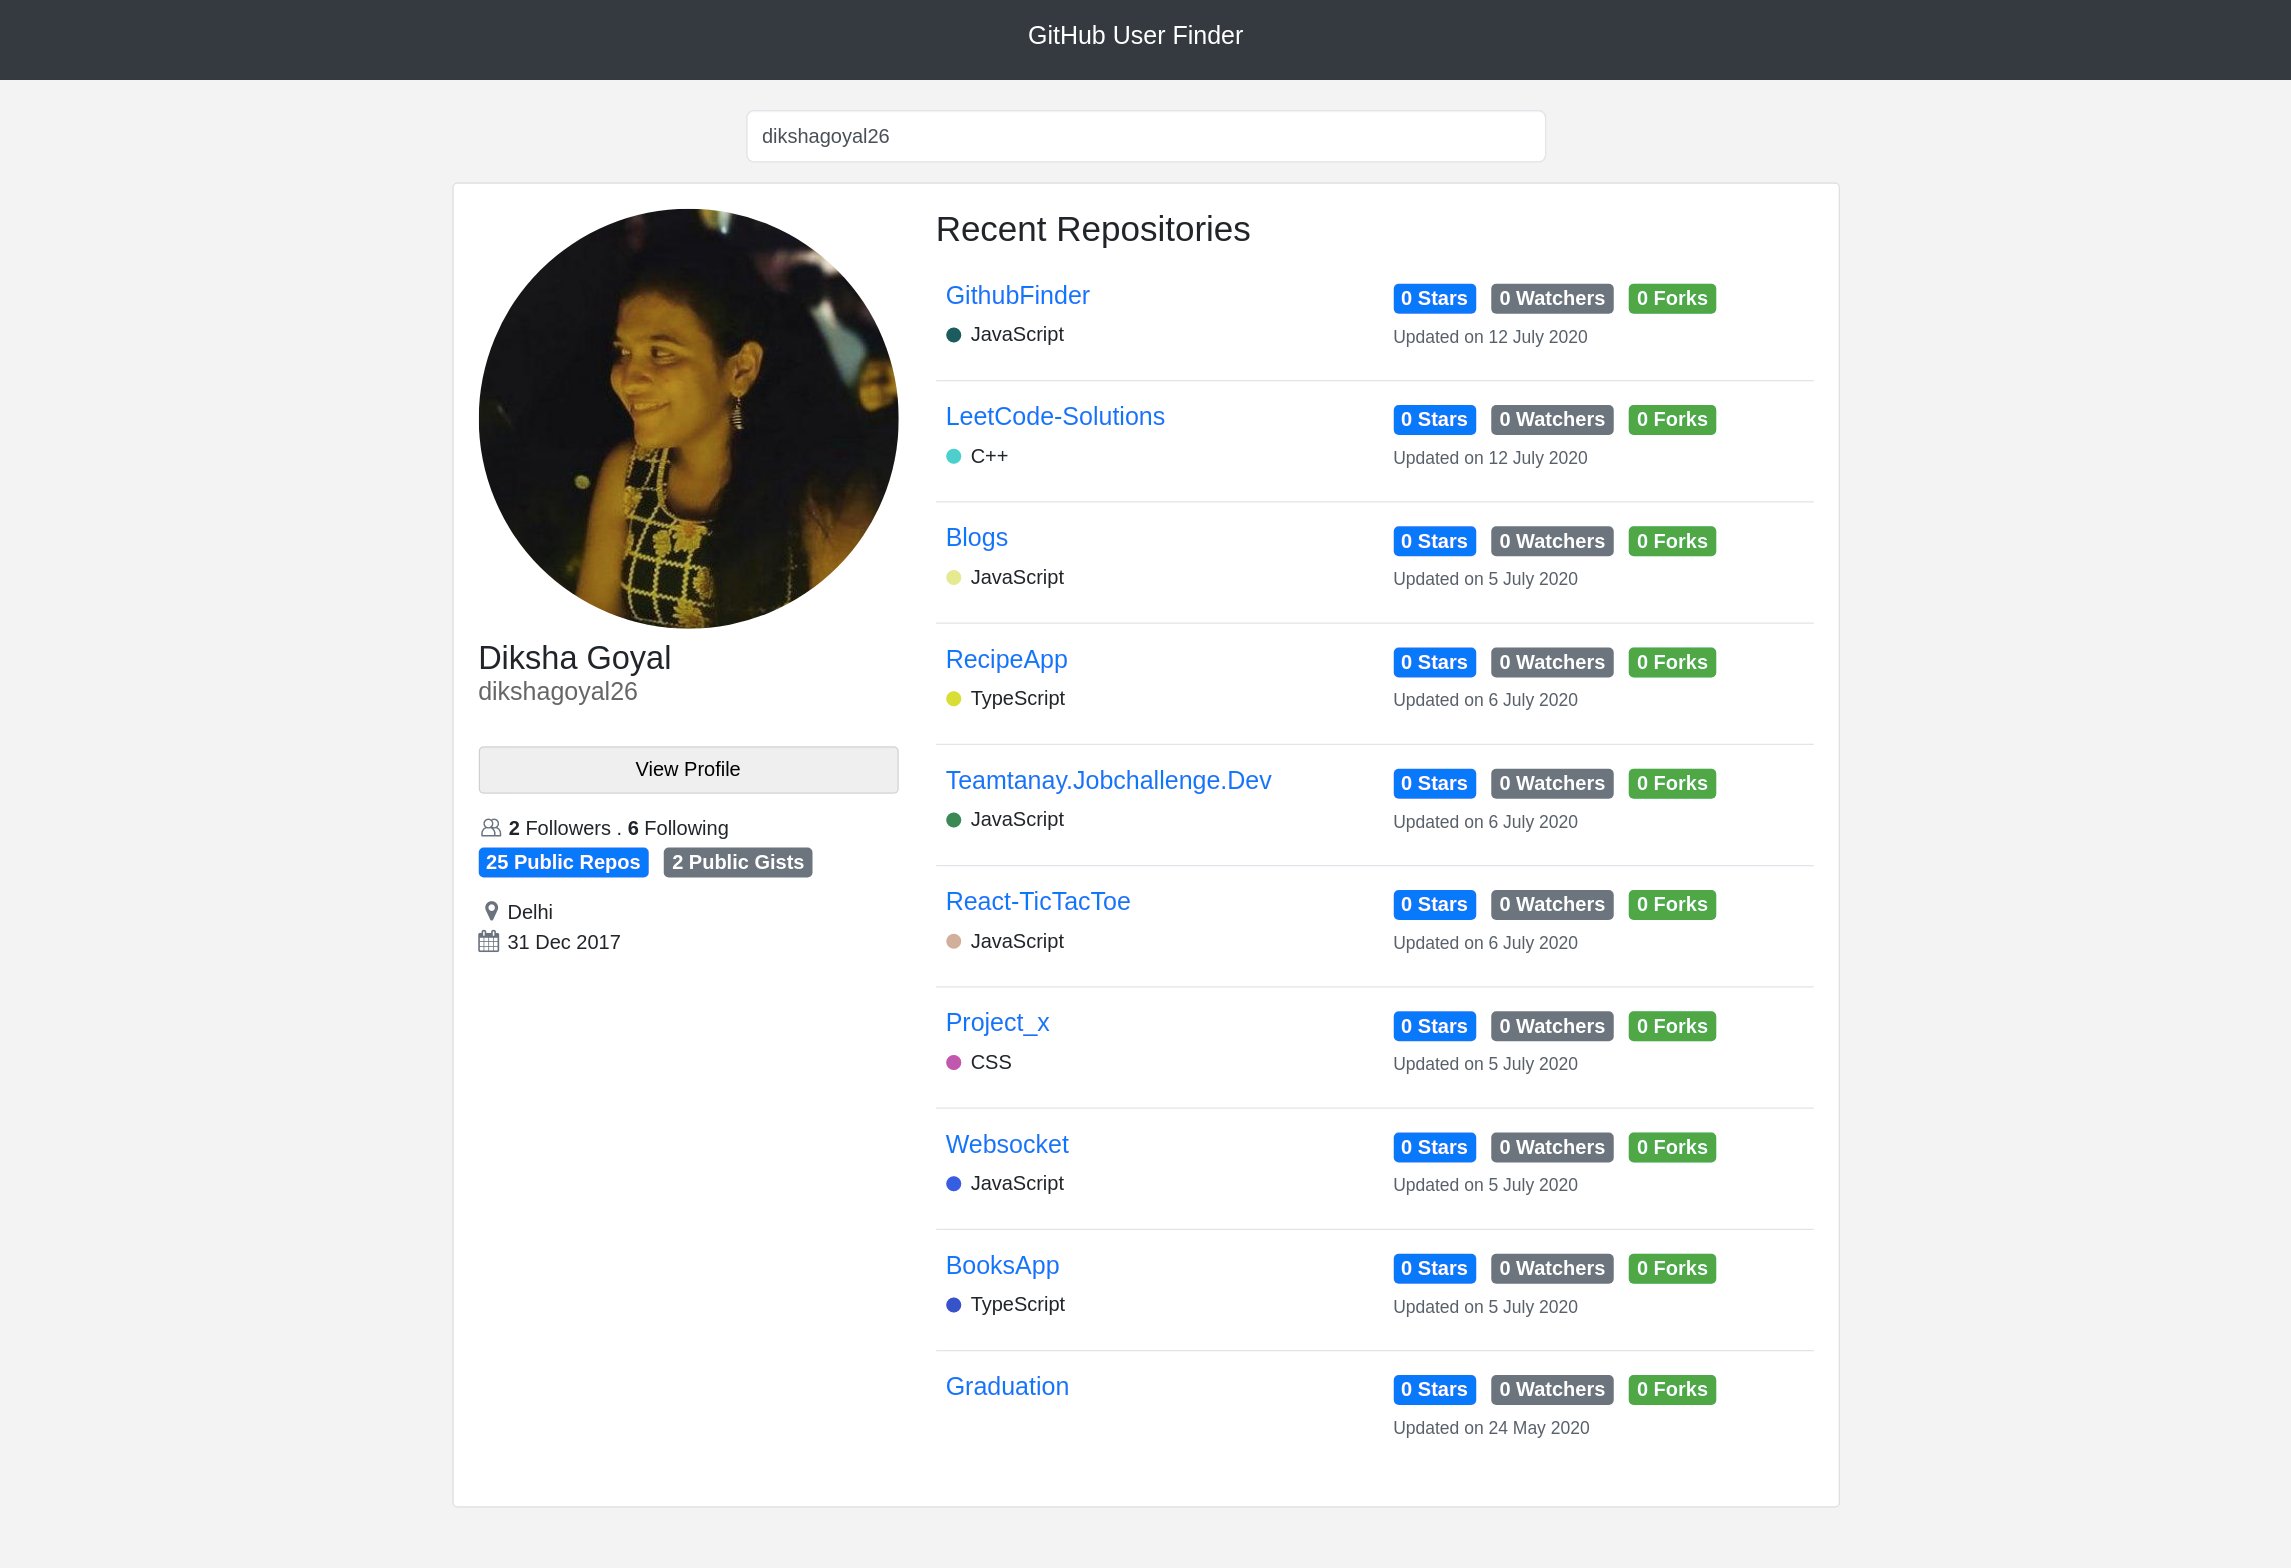 GitHub User Finder
dikshagoyal26
Diksha Goyal
dikshagoyal26
View Profile
2 Followers . 6 Following
25 Public Repos 2 Public Gists
Delhi
31 Dec 2017
Recent Repositories
GithubFinder 0 Stars 0 Watchers 0 Forks
JavaScript Updated on 12 July 2020
LeetCode-Solutions 0 Stars 0 Watchers 0 Forks
C++ Updated on 12 July 2020
Blogs 0 Stars 0 Watchers 0 Forks
JavaScript Updated on 5 July 2020
RecipeApp 0 Stars 0 Watchers 0 Forks
TypeScript Updated on 6 July 2020
Teamtanay.Jobchallenge.Dev 0 Stars 0 Watchers 0 Forks
JavaScript Updated on 6 July 2020
React-TicTacToe 0 Stars 0 Watchers 0 Forks
JavaScript Updated on 6 July 2020
Project_x 0 Stars 0 Watchers 0 Forks
CSS Updated on 5 July 2020
Websocket 0 Stars 0 Watchers 0 Forks
JavaScript Updated on 5 July 2020
BooksApp 0 Stars 0 Watchers 0 Forks
TypeScript Updated on 5 July 2020
Graduation 0 Stars 0 Watchers 0 Forks
Updated on 24 May 2020